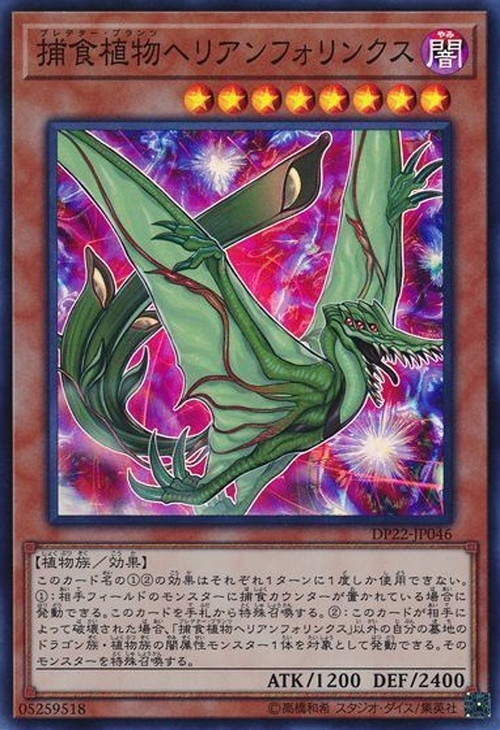 プレデター・プランツ
捕食植物ヘリアンフォリンクス
やみ
闇
DP22-JP046
【植物族／効果】
このカード名の①②の効果はそれぞれ１ターンに１度しか使用できない。
①：相手フィールドのモンスターに捕食カウンターが置かれている場合に
発動できる。このカードを手札から特殊召喚する。②：このカードが相手に
よって破壊された場合、「捕食植物ヘリアンフォリンクス」以外の自分の墓地の
ドラゴン族・植物族の闇属性モンスター１体を対象として発動できる。その
モンスターを特殊召喚する。
ATK/1200 DEF/2400
05259518
©高橋和希 スタジオ・ダイス/集英社